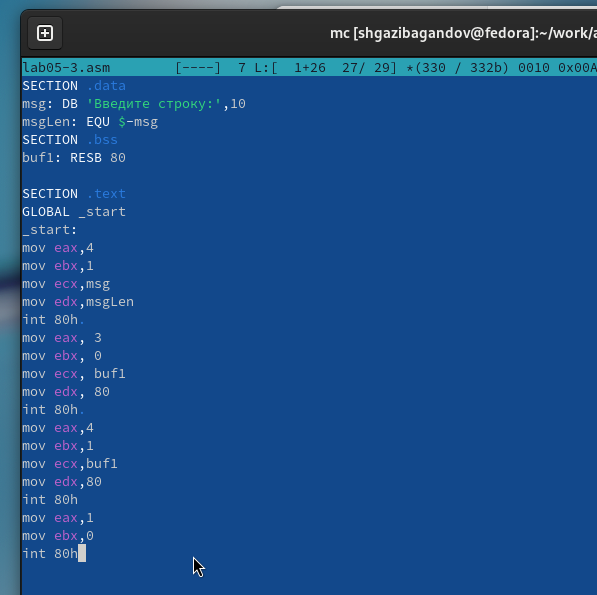 mc [shgazibagandov@fedora]:~/work/a
lab05-3.asm [----] 7 L:[ 1+26 27/ 29] *(330 / 332b) 0010 0x00A
SECTION .data
msg: DB 'Введите строку:',10
msgLen: EQU $-msg
SECTION .bss
buf1: RESB 80

SECTION .text
GLOBAL _start
_start:
mov eax,4
mov ebx,1
mov ecx,msg
mov edx,msgLen
int 80h.
mov eax, 3
mov ebx, 0
mov ecx, buf1
mov edx, 80
int 80h.
mov eax,4
mov ebx,1
mov ecx,buf1
mov edx,80
int 80h
mov eax,1
mov ebx,0
int 80h